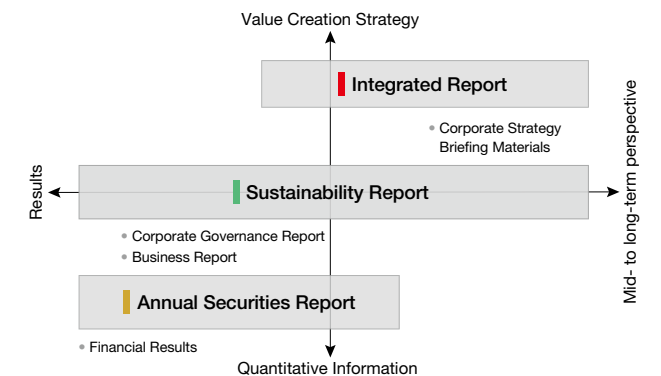 Value Creation Strategy
Integrated Report
• Corporate Strategy
Briefing Materials
Mid- to long-term perspective
Results
Sustainability Report
• Corporate Governance Report
• Business Report
Annual Securities Report
• Financial Results
Quantitative Information